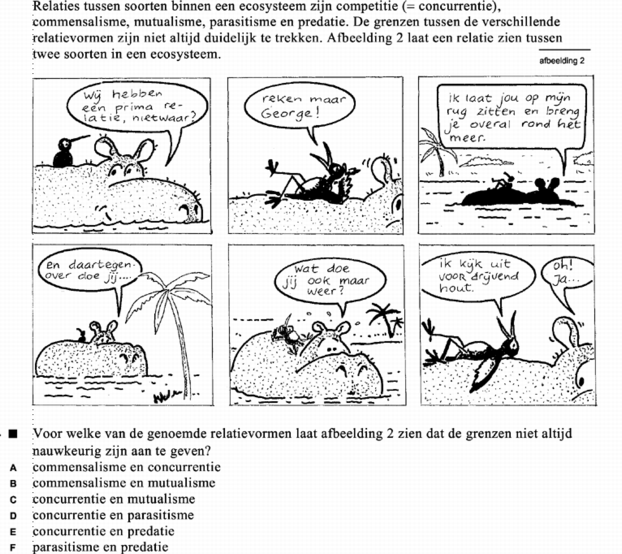 Relaties tussen soorten binnen een ecosysteem zijn competitie (= concurrentie),
commensalisme, mutualisme, parasitisme en predatie. De grenzen tussen de verschillende
relatievormen zijn niet altijd duidelijk te trekken. Afbeelding 2 laat een relatie zien tussen
twee soorten in een ecosysteem.
afbeelding 2
Wij hebben
een prima re-
latie, nietwaar?
reken maar
George!
ik laat jou op mijn
rug zitten en breng
je overal rond het
meer.
en daartegen-
over doe jij....
wat doe
jij ook maar
weer?
ik kijk uit
voor drijvend
hout.
oh!
ja...
Voor welke van de genoemde relatievormen laat afbeelding 2 zien dat de grenzen niet altijd
nauwkeurig zijn aan te geven?
A commensalisme en concurrentie
B commensalisme en mutualisme
C concurrentie en mutualisme
D concurrentie en parasitisme
E concurrentie en predatie
F parasitisme en predatie